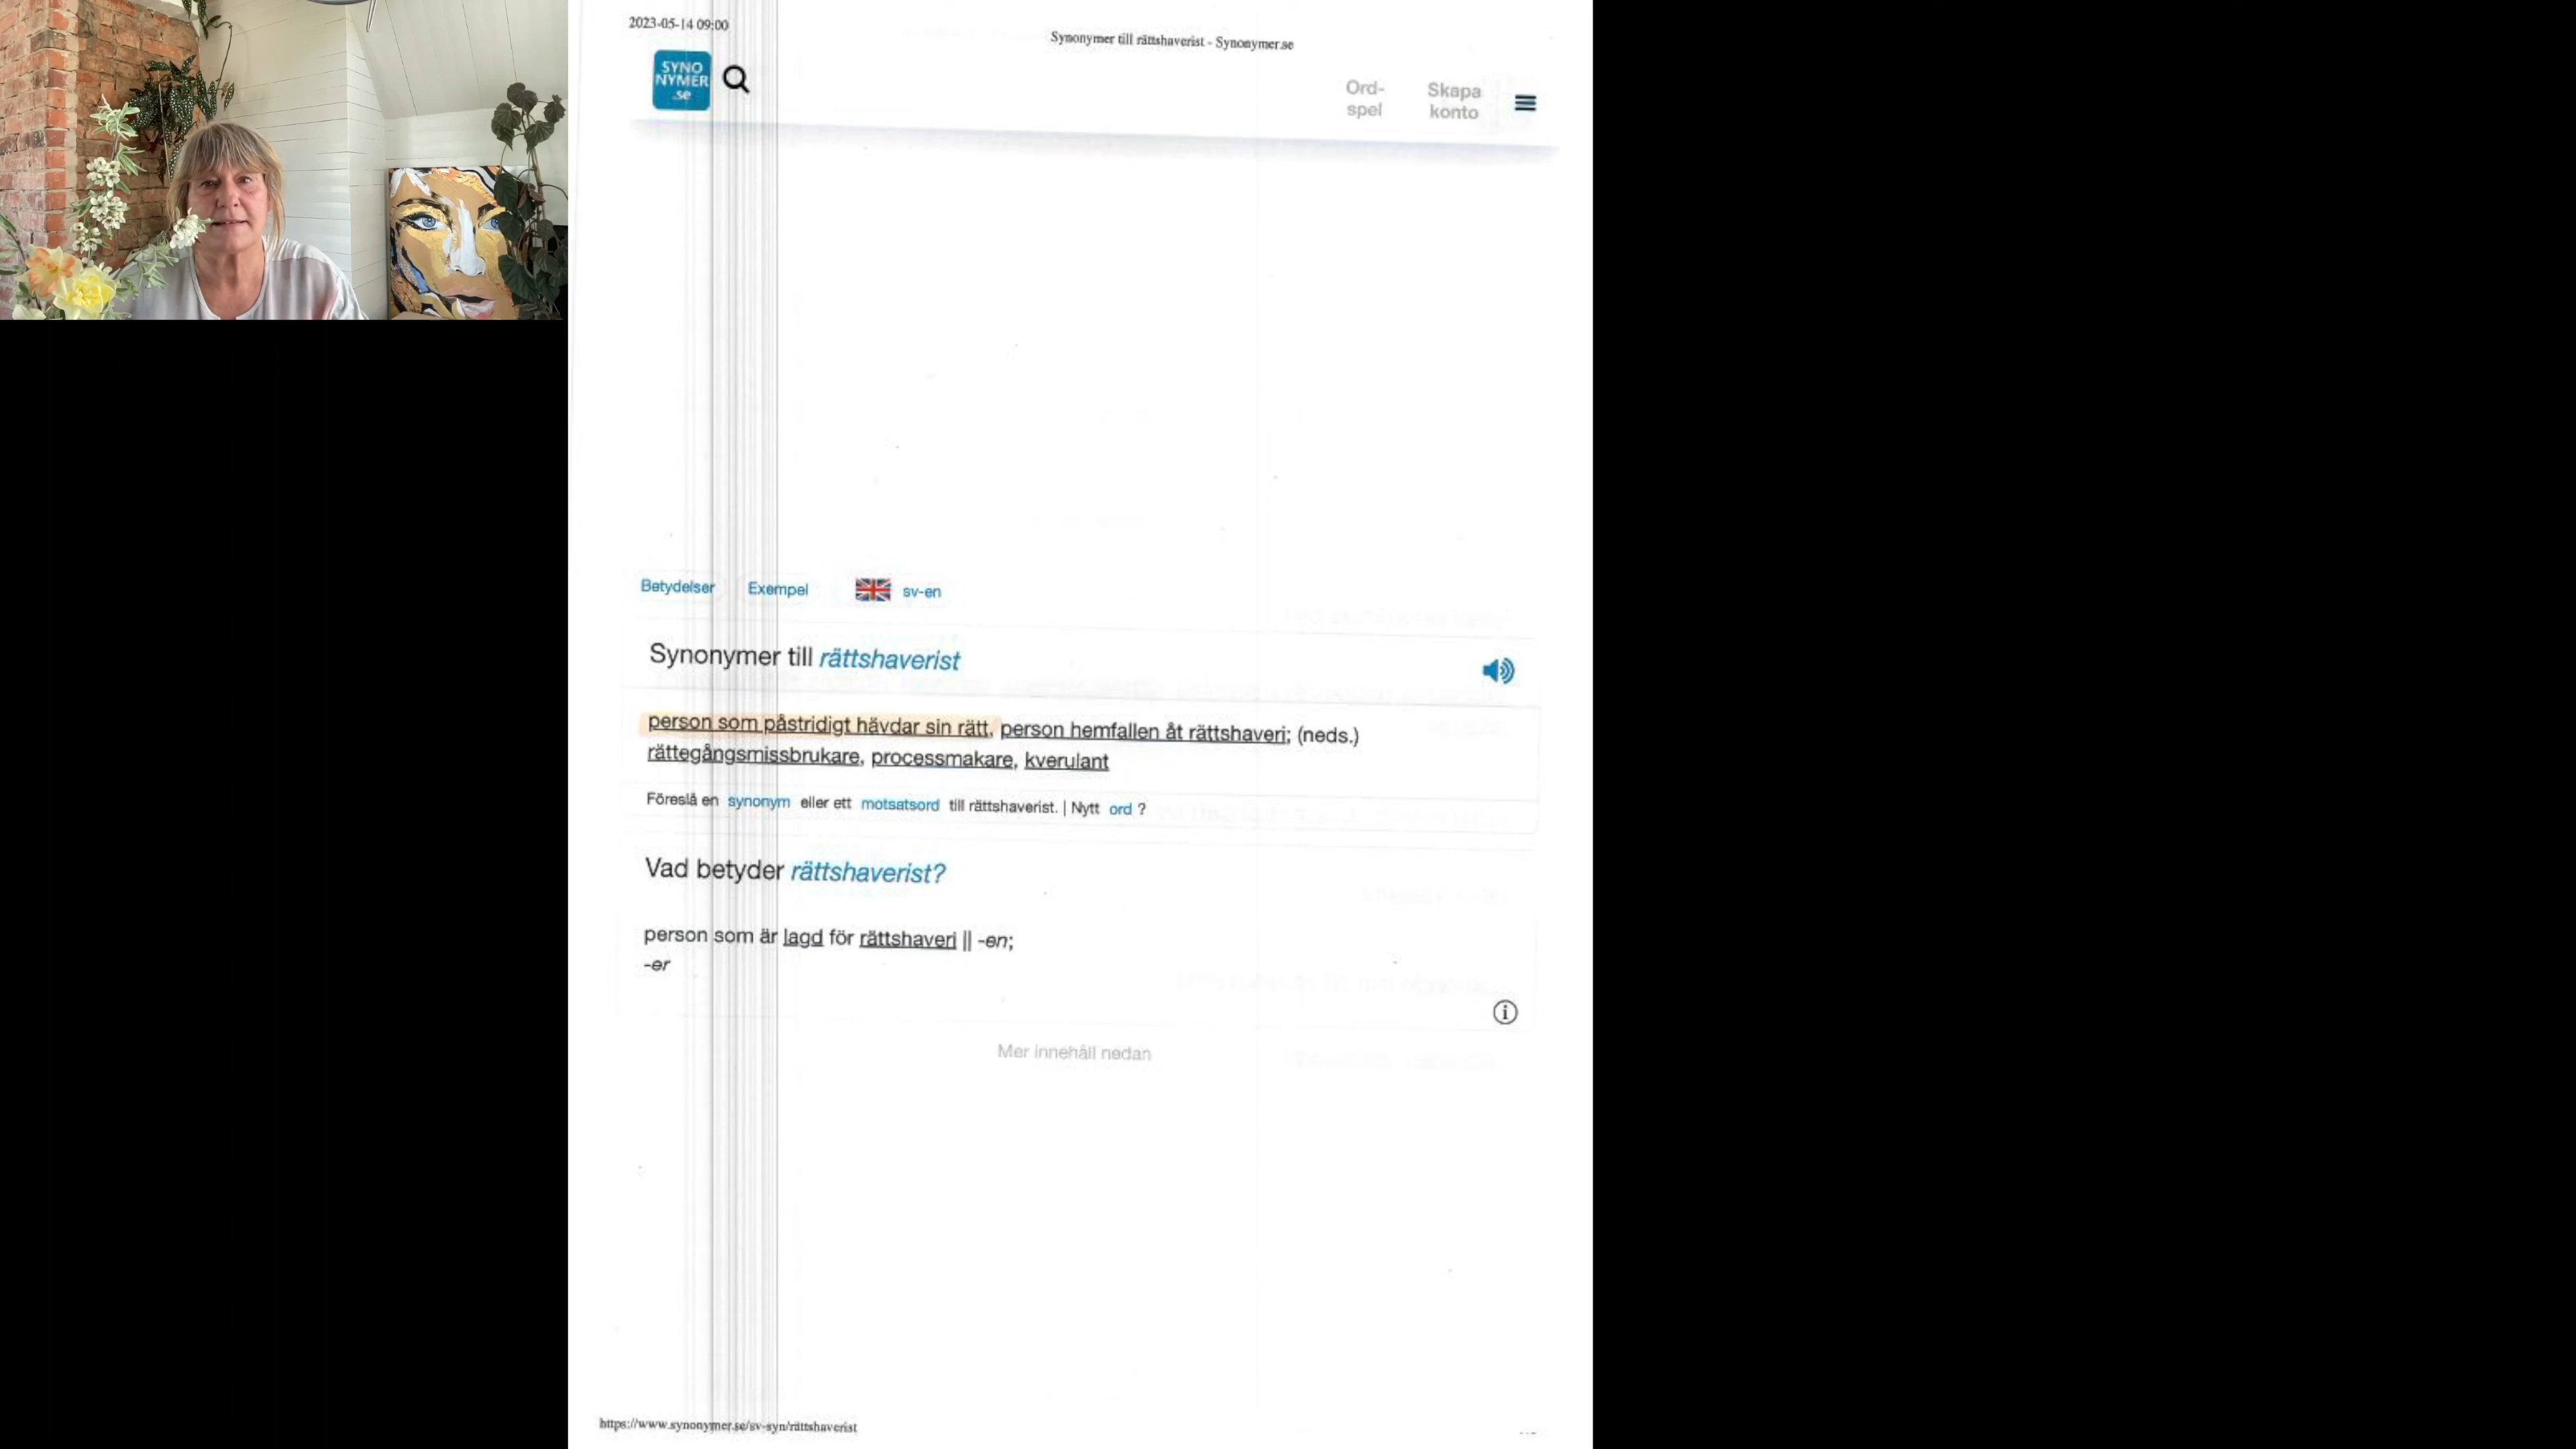 2023-05-14 09:00
Synonymer till rättshaverist - Synonymer.se
SYNO
NYMER
.se
Ord-
spel
Skapa
konto
Betydelser Exempel sv-en
Synonymer till rättshaverist
person som påstridigt hävdar sin rätt, person hemfallen åt rättshaveri; (neds.)
rättegångsmissbrukare, processmakare, kverulant
Föreslå en synonym eller ett motsatsord till rättshaverist. | Nytt ord ?
Vad betyder rättshaverist?
person som är lagd för rättshaveri || -en;
-er
Mer innehåll nedan
https://www.synonymer.se/sv-syn/rättshaverist